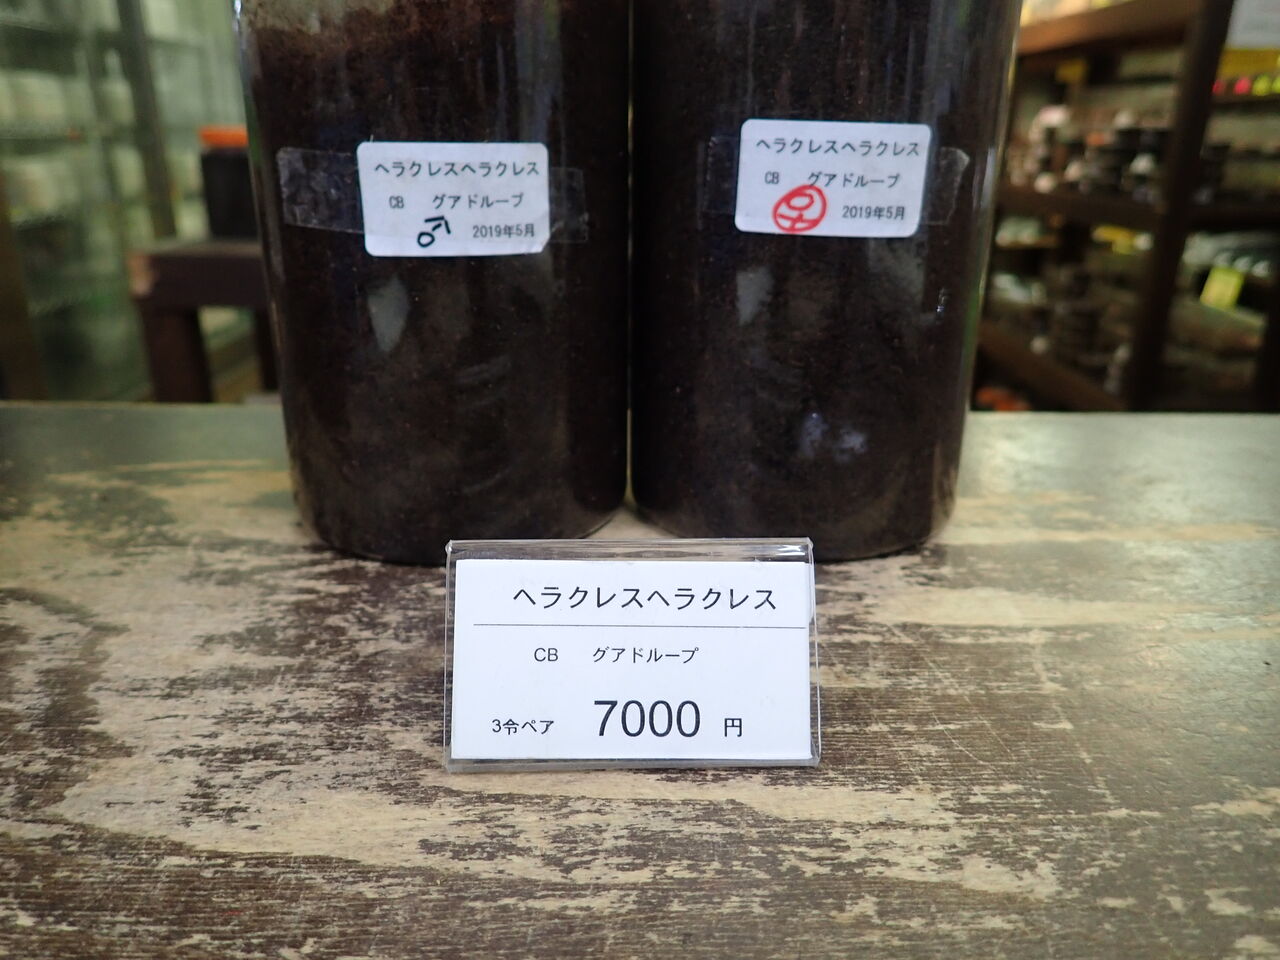 ヘラクレスヘラクレス
CB グアドループ
♂ 2019年5月
ヘラクレスヘラクレス
CB グアドループ
♀ 2019年5月
ヘラクレスヘラクレス
CB グアドループ
3令ペア 7000 円